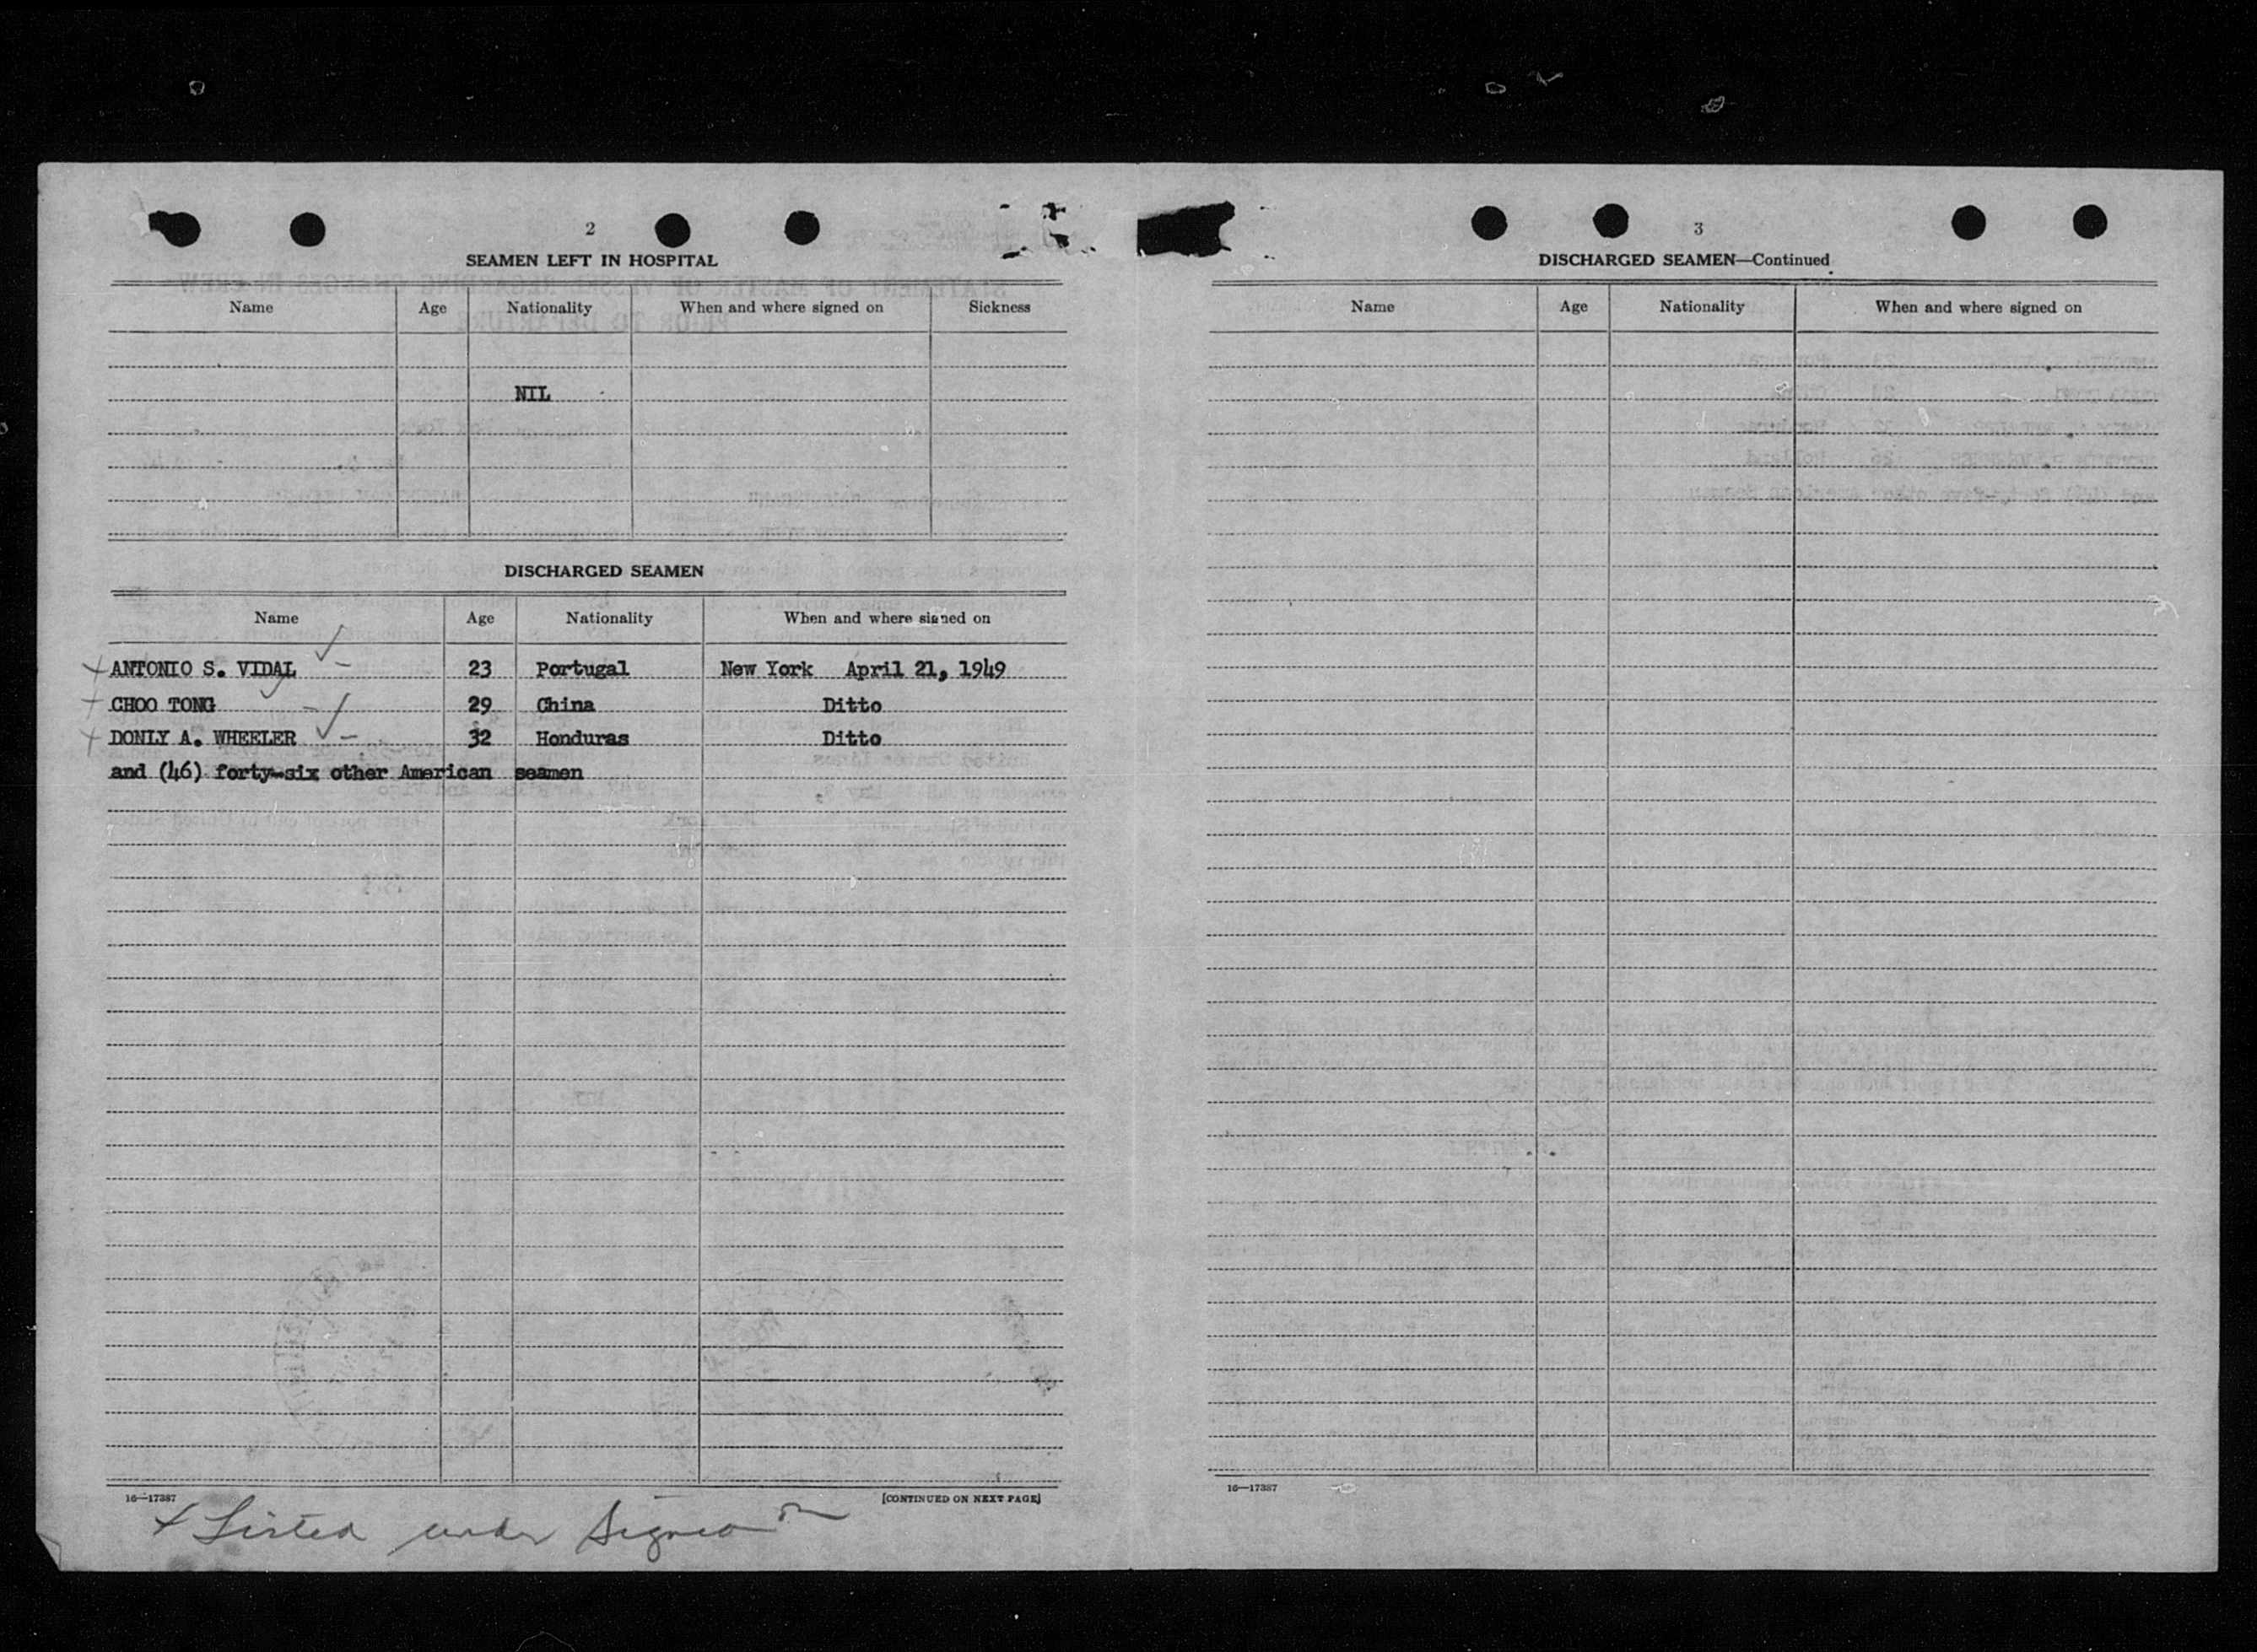 2
SEAMEN LEFT IN HOSPITAL
Name Age Nationality When and where signed on Sickness
NIL
DISCHARGED SEAMEN
Name Age Nationality When and where signed on
+ ANTONIO S. VIDAL 23 Portugal New York April 21, 1949
+ CHOO TONG 29 China Ditto
+ DONLY A. WHEELER 32 Honduras Ditto
and (46) forty-six other American seamen
16—17387 [CONTINUED ON NEXT PAGE]
+ Listed under Signed on
3
DISCHARGED SEAMEN—Continued
Name Age Nationality When and where signed on
16—17387